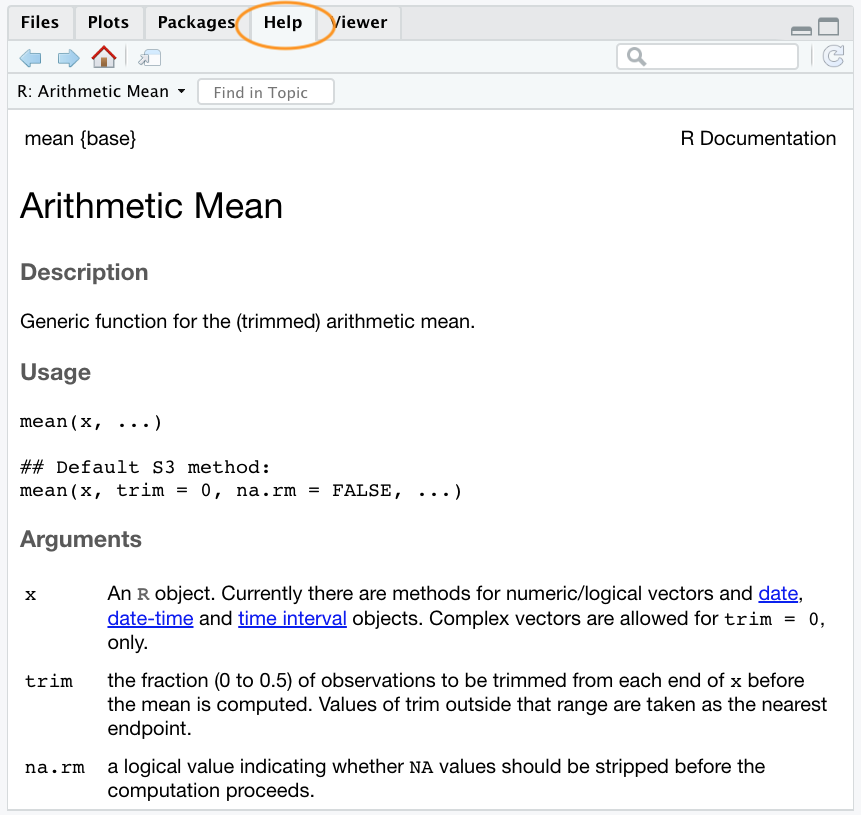 Files Plots Packages Help Viewer
R: Arithmetic Mean Find in Topic
mean {base} R Documentation
Arithmetic Mean
Description
Generic function for the (trimmed) arithmetic mean.
Usage
mean(x, ...)
## Default S3 method:
mean(x, trim = 0, na.rm = FALSE, ...)
Arguments
x An R object. Currently there are methods for numeric/logical vectors and date,
date-time and time interval objects. Complex vectors are allowed for trim = 0,
only.
trim the fraction (0 to 0.5) of observations to be trimmed from each end of x before
the mean is computed. Values of trim outside that range are taken as the nearest
endpoint.
na.rm a logical value indicating whether NA values should be stripped before the
computation proceeds.